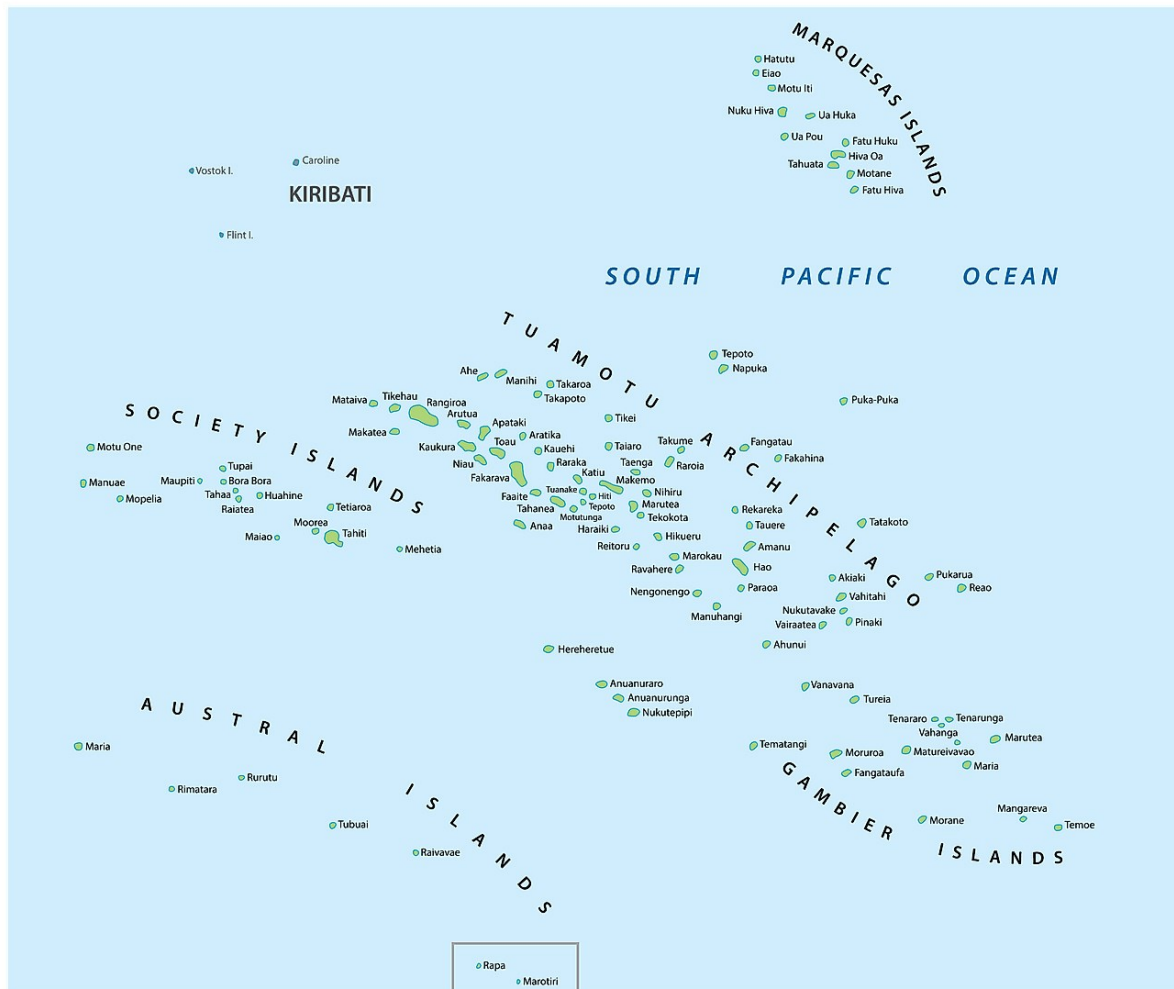 MARQUESAS ISLANDS
Hatutu
Eiao
Motu Iti
Nuku Hiva
Ua Huka
Ua Pou
Fatu Huku
Hiva Oa
Tahuata
Motane
Fatu Hiva
Caroline
Vostok I.
KIRIBATI
Flint I.
SOUTH PACIFIC OCEAN
TUAMOTU ARCHIPELAGO
Tepoto
Napuka
Ahe
Manihi
Takaroa
Takapoto
Mataiva
Tikehau
Rangiroa
Puka-Puka
Arutua
Tikei
Makatea
Apataki
Aratika
Kaukura
Toau
Kauehi
Taiaro
Takume
Fangatau
Niau
Raraka
Taenga
Raroia
Fakahina
Fakarava
Katiu
Makemo
Faaite
Tuanake
Hiti
Nihiru
Tahanea
Tepoto
Marutea
Motutunga
Tekokota
Rekareka
Anaa
Haraiki
Tauere
Tatakoto
Hikueru
Reitoru
Amanu
Marokau
Ravahere
Hao
Akiaki
Pukarua
Nengonengo
Paraoa
Reao
Vahitahi
Manuhangi
Nukutavake
Vairaatea
Pinaki
Ahunui
Hereheretue
Anuanuraro
Anuanurunga
Nukutepipi
Vanavana
Tureia
SOCIETY ISLANDS
Motu One
Tupai
Manuae
Maupiti
Bora Bora
Mopelia
Tahaa
Huahine
Raiatea
Tetiaroa
Moorea
Maiao
Tahiti
Mehetia
AUSTRAL ISLANDS
Maria
Rurutu
Rimatara
Tubuai
Raivavae
Rapa
Marotiri
Tenararo
Tenarunga
Vahanga
Marutea
Tematangi
Moruroa
Matureivavao
Maria
Fangataufa
GAMBIER ISLANDS
Mangareva
Morane
Temoe